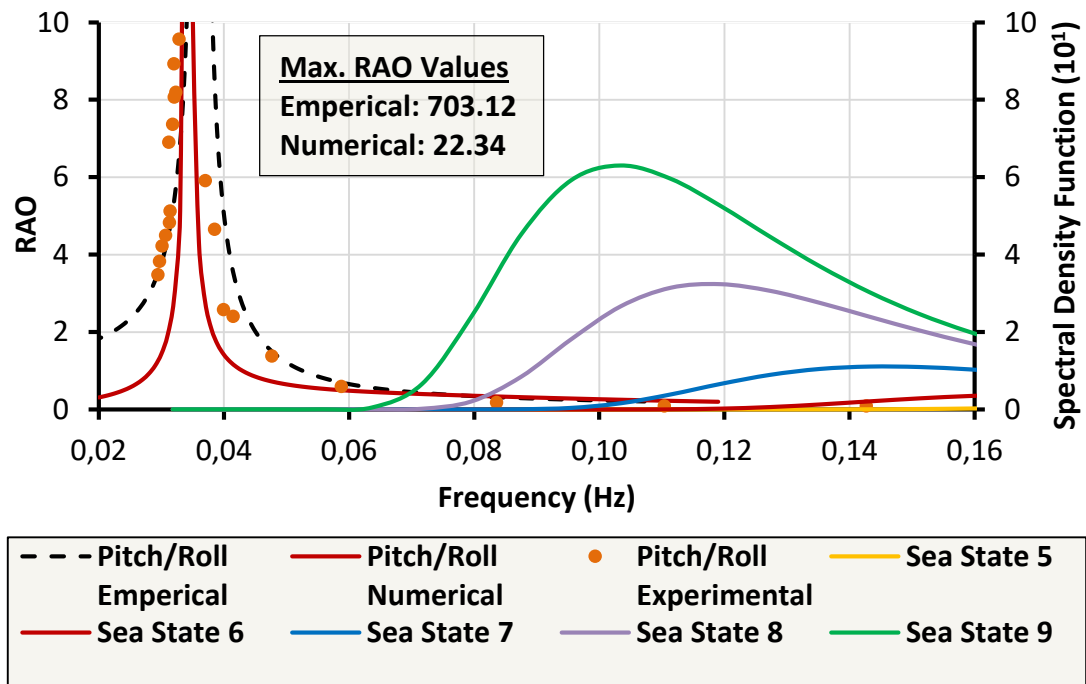 Max. RAO Values
Emperical: 703.12
Numerical: 22.34
RAO
10
8
6
4
2
0
10
8
6
4
2
0
Spectral Density Function (10¹)
0,02 0,04 0,06 0,08 0,10 0,12 0,14 0,16
Frequency (Hz)
Pitch/Roll Emperical
Pitch/Roll Numerical
Pitch/Roll Experimental
Sea State 5
Sea State 6
Sea State 7
Sea State 8
Sea State 9